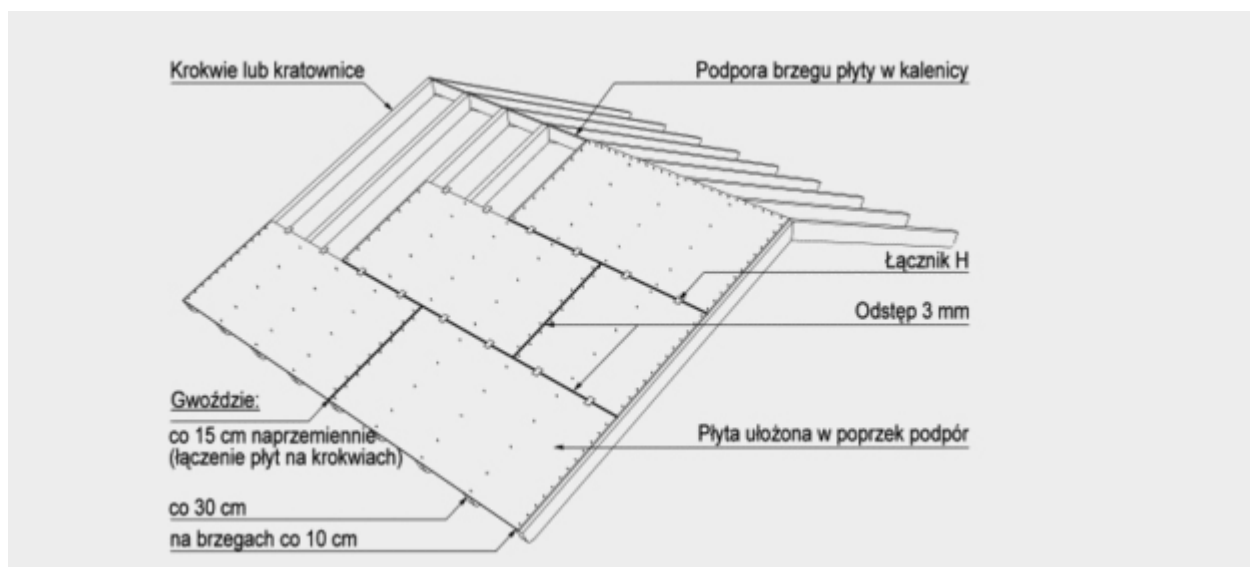 Krokwie lub kratownice
Podpora brzegu płyty w kalenicy
Łącznik H
Odstęp 3 mm
Gwoździe:
co 15 cm naprzemiennie
(łączenie płyt na krokwiach)
Płyta ułożona w poprzek podpór
co 30 cm
na brzegach co 10 cm